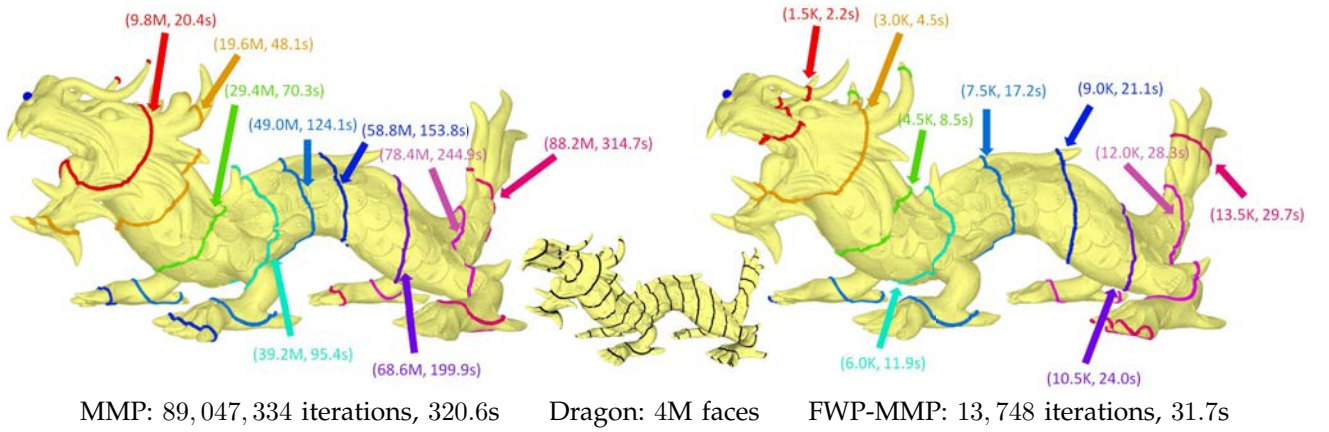 (9.8M, 20.4s)
(19.6M, 48.1s)
(29.4M, 70.3s)
(49.0M, 124.1s)
(58.8M, 153.8s)
(78.4M, 244.9s)
(88.2M, 314.7s)
(39.2M, 95.4s)
(68.6M, 199.9s)
(1.5K, 2.2s)
(3.0K, 4.5s)
(4.5K, 8.5s)
(7.5K, 17.2s)
(9.0K, 21.1s)
(12.0K, 28.3s)
(13.5K, 29.7s)
(6.0K, 11.9s)
(10.5K, 24.0s)
MMP: 89,047,334 iterations, 320.6s
Dragon: 4M faces
FWP-MMP: 13,748 iterations, 31.7s